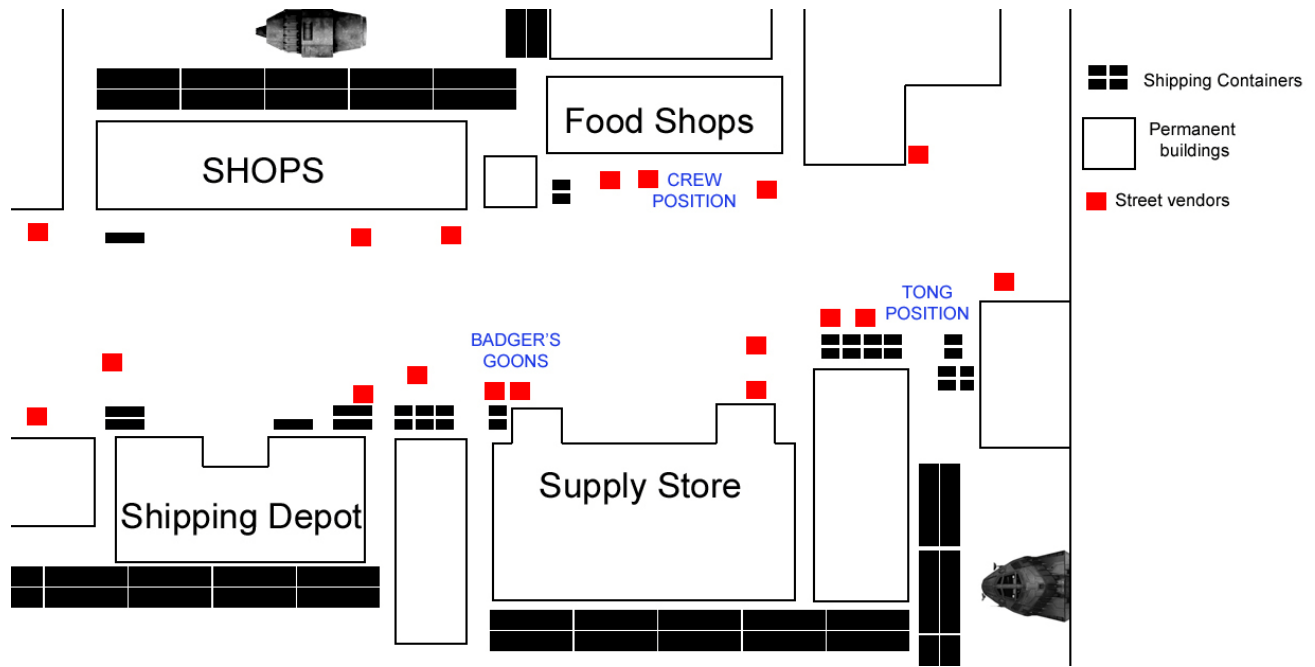 Food Shops
Shipping Containers
SHOPS
CREW
POSITION
Permanent
buildings
Street vendors
TONG
POSITION
BADGER'S
GOONS
Supply Store
Shipping Depot